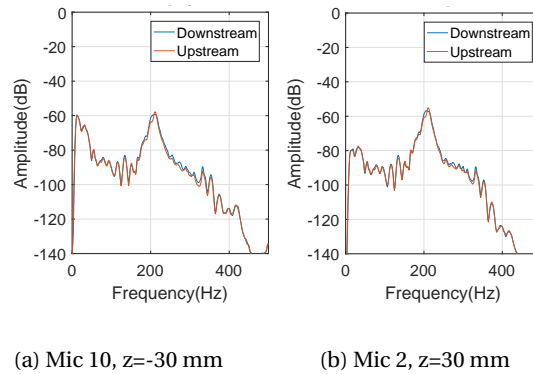 0
-20
-40
-60
-80
-100
-120
-140
Amplitude(dB)
0
200
400
Frequency(Hz)
Downstream
Upstream
0
-20
-40
-60
-80
-100
-120
-140
Amplitude(dB)
0
200
400
Frequency(Hz)
Downstream
Upstream
(a) Mic 10, z=-30 mm
(b) Mic 2, z=30 mm